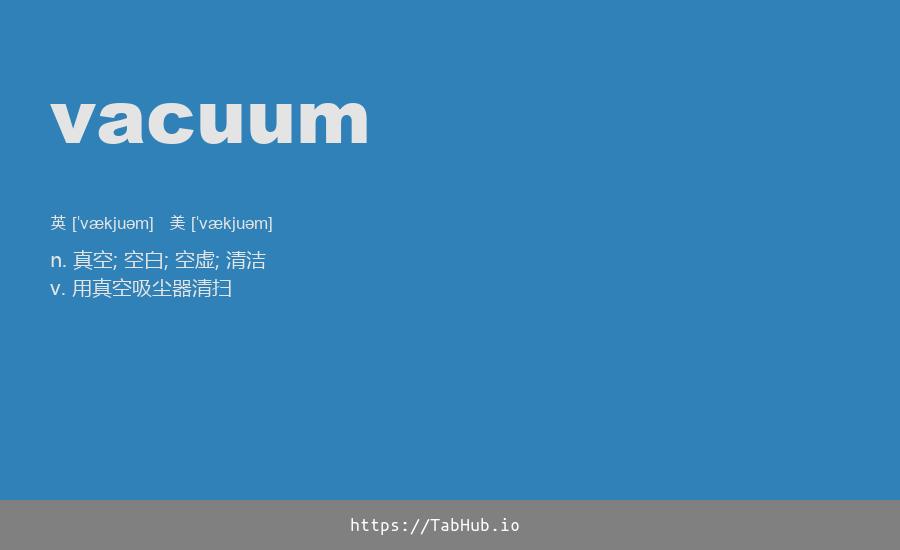 vacuum
英 [ˈvækjuəm] 美 [ˈvækjuəm]
n. 真空; 空白; 空虚; 清洁
v. 用真空吸尘器清扫
https://TabHub.io